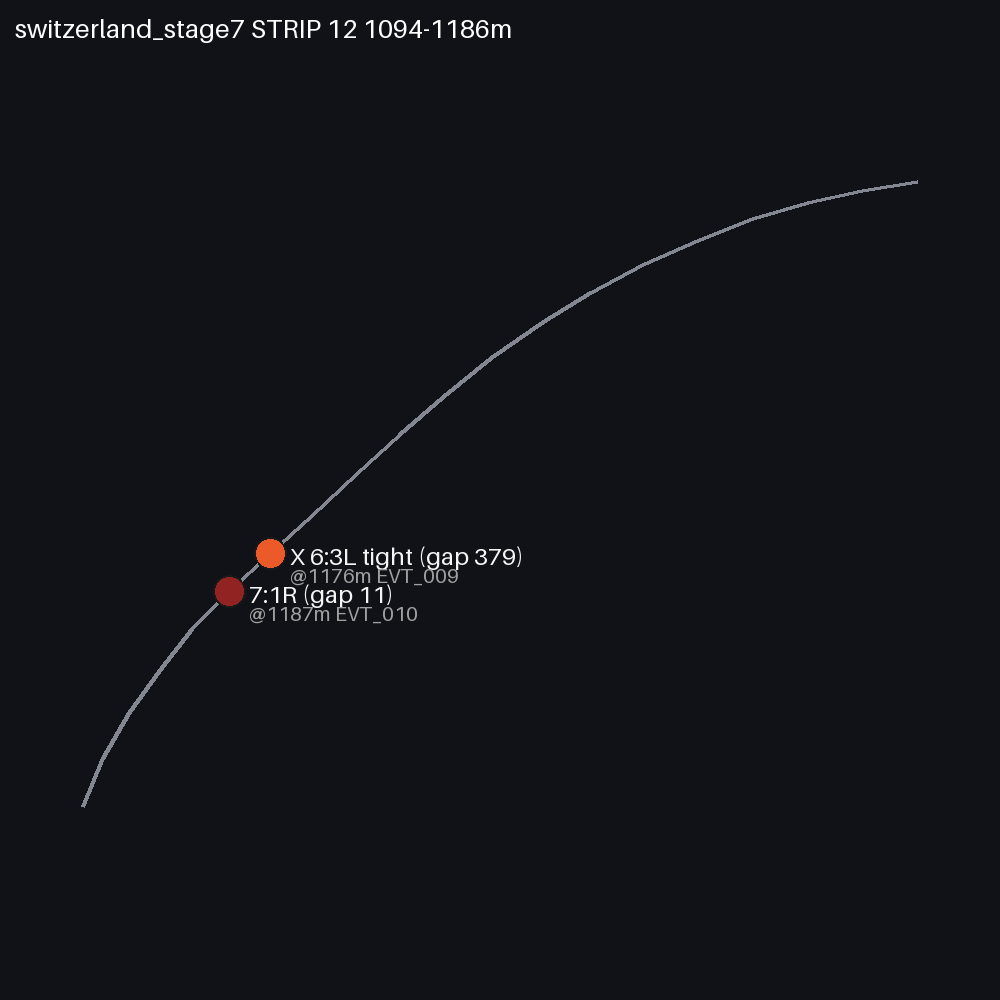 switzerland_stage7 STRIP 12 1094-1186m
X 6:3L tight (gap 379)
@1176m EVT_009
7:1R (gap 11)
@1187m EVT_010